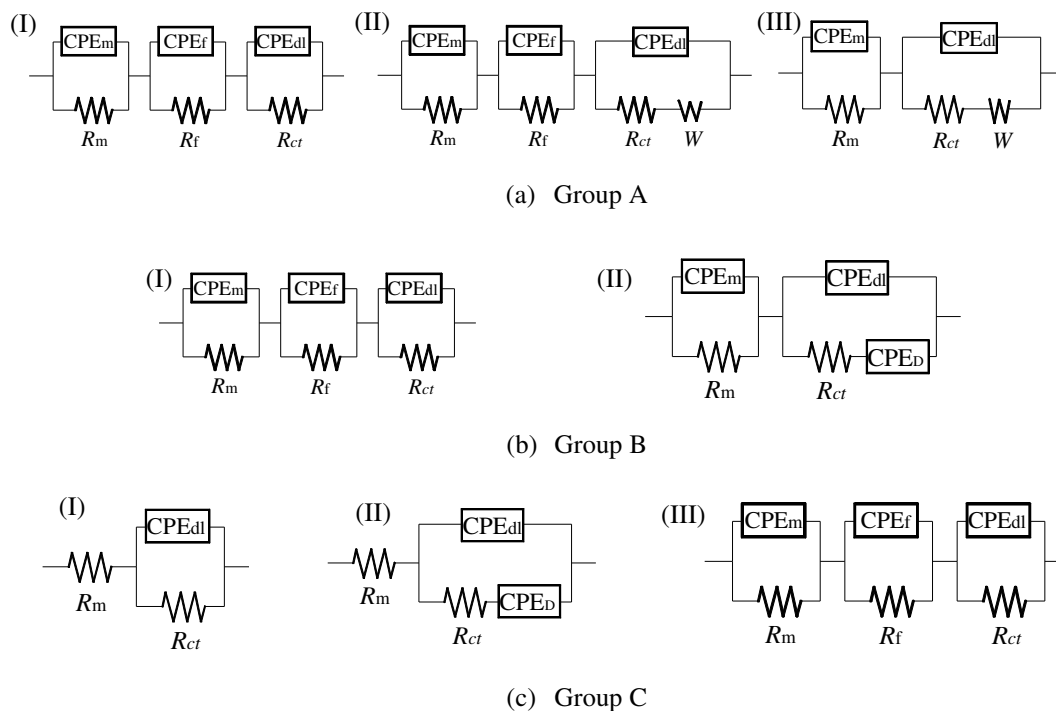 (I) (II) (III)
CPEm CPEf CPEdl CPEm CPEf CPEdl CPEm CPEdl
Rm Rf Rct Rm Rf Rct W Rm Rct W
(a) Group A
(I) (II)
CPEm CPEf CPEdl CPEm CPEdl
CPED
Rm Rf Rct Rm Rct
(b) Group B
(I) (II) (III)
CPEdl CPEdl CPEm CPEf CPEdl
Rm Rm CPED
Rct Rct Rm Rf Rct
(c) Group C